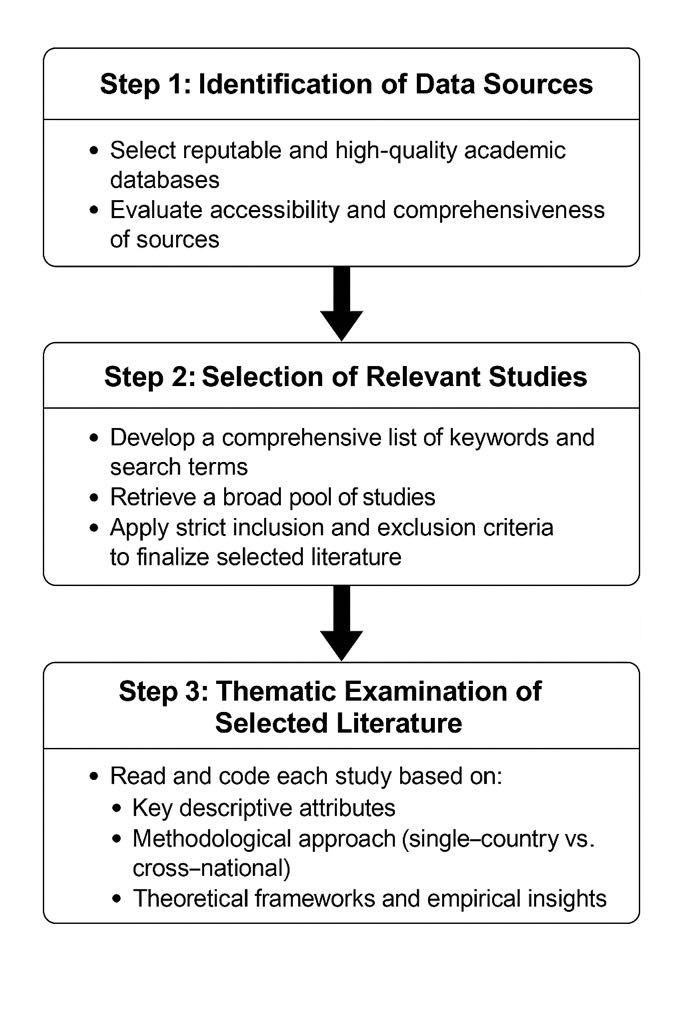 Step 1: Identification of Data Sources
• Select reputable and high-quality academic
databases
• Evaluate accessibility and comprehensiveness
of sources
Step 2: Selection of Relevant Studies
• Develop a comprehensive list of keywords and
search terms
• Retrieve a broad pool of studies
• Apply strict inclusion and exclusion criteria
to finalize selected literature
Step 3: Thematic Examination of
Selected Literature
• Read and code each study based on:
• Key descriptive attributes
• Methodological approach (single–country vs.
cross–national)
• Theoretical frameworks and empirical insights